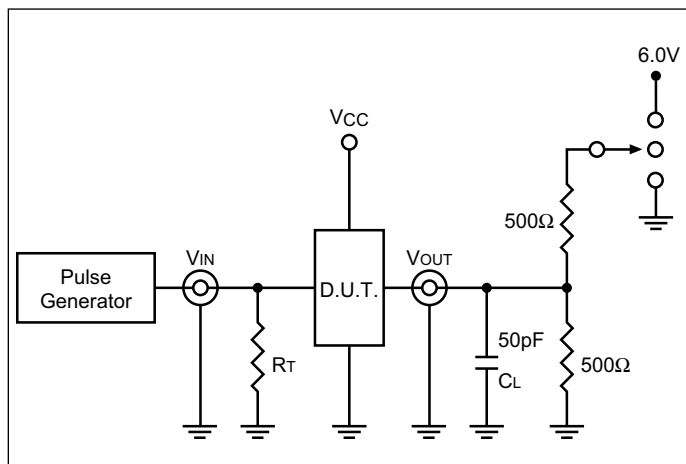 6.0V
VCC
500Ω
Pulse
Generator
VIN
D.U.T.
VOUT
RT
50pF
CL
500Ω